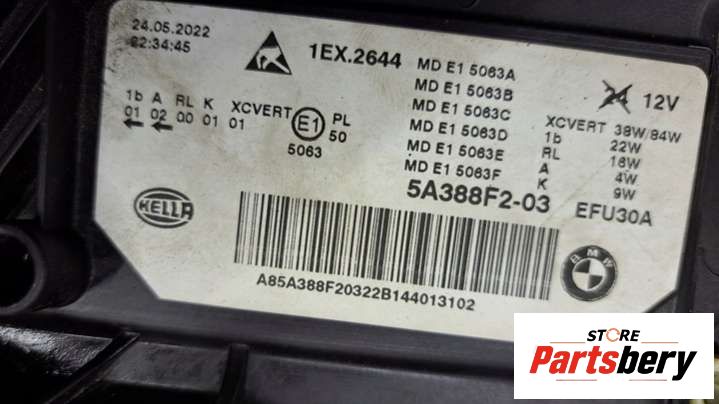 24.05.2022
02:34:45
1EX.2644
MD E1 5063A
MD E1 5063B
MD E1 5063C
MD E1 5063D
MD E1 5063E
MD E1 5063F
24 12V
XCVERT 38W/84W
1b 22W
RL 16W
A 4W
K 9W
1b A RL K XCVERT
01 02 00 01 01
E1
PL
50
5063
5A388F2-03
EFU30A
HELLA
BMW
A85A388F20322B144013102
STORE
Partsbery